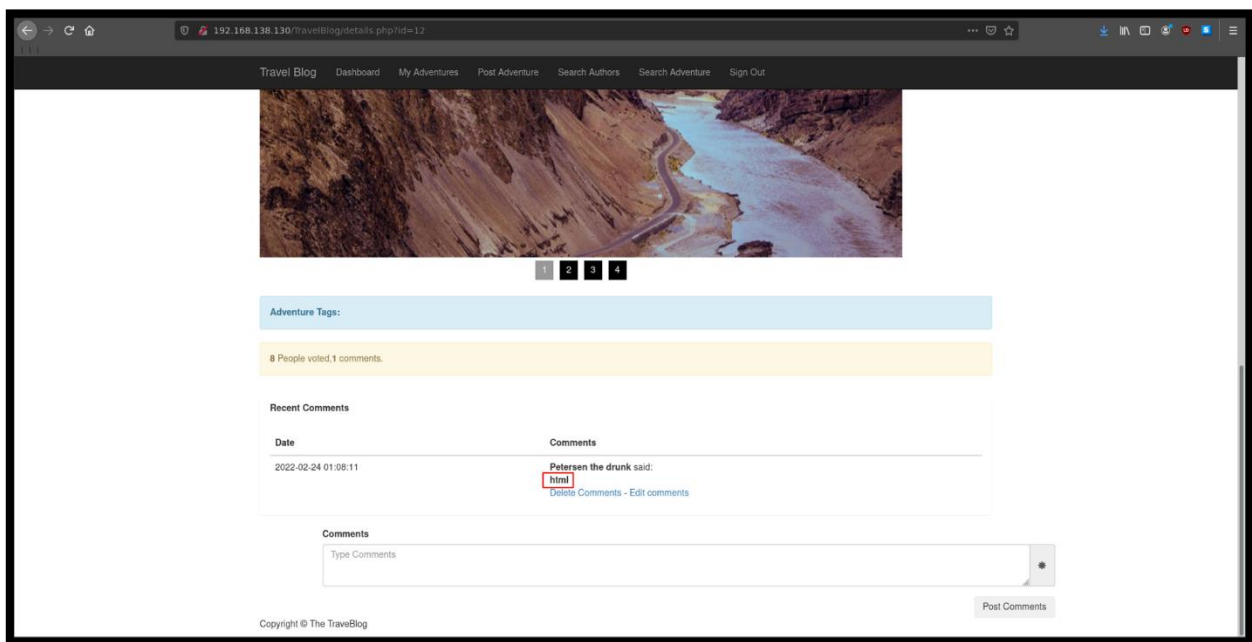 192.168.138.130/TravelBlog/details.php?id=12
Travel Blog Dashboard My Adventures Post Adventure Search Authors Search Adventure Sign Out
1 2 3 4
Adventure Tags:
8 People voted,1 comments.
Recent Comments
Date Comments
2022-02-24 01:08:11 Petersen the drunk said:
html
Delete Comments - Edit comments
Comments
Type Comments
Post Comments
Copyright © The TraveBlog